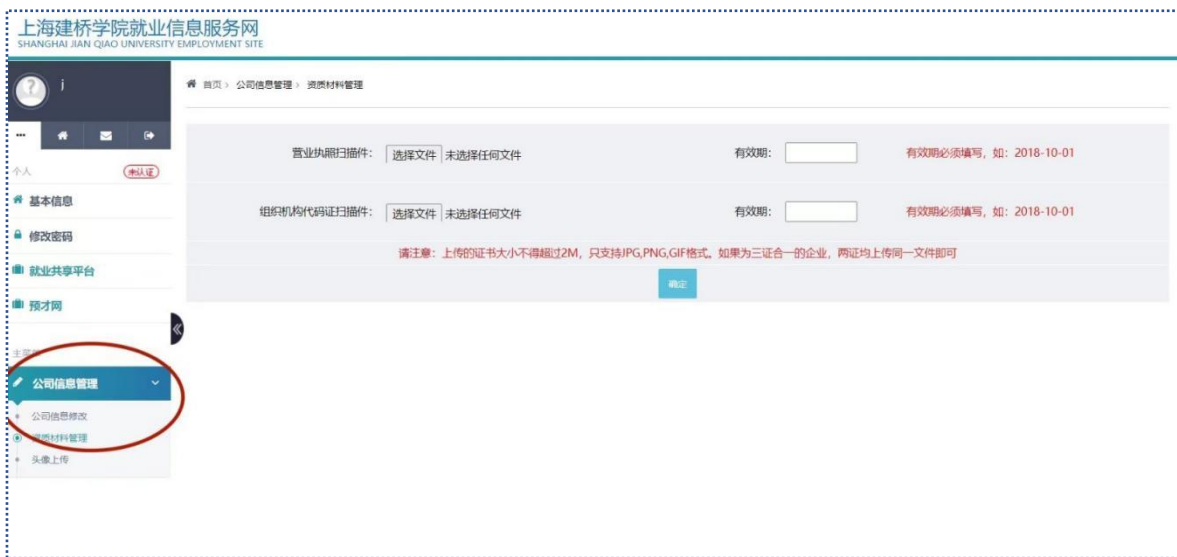 上海建桥学院就业信息服务网
SHANGHAI JIAN QIAO UNIVERSITY EMPLOYMENT SITE
j
首页 > 公司信息管理 > 资质材料管理
个人 未认证
基本信息
修改密码
就业共享平台
预才网
公司信息管理
公司信息修改
资质材料管理
头像上传
营业执照扫描件: 选择文件 未选择任何文件 有效期: 有效期必须填写, 如: 2018-10-01
组织机构代码证扫描件: 选择文件 未选择任何文件 有效期: 有效期必须填写, 如: 2018-10-01
请注意: 上传的证书大小不得超过2M, 只支持JPG,PNG,GIF格式。如果为三证合一的企业, 两证均上传同一文件即可
确定